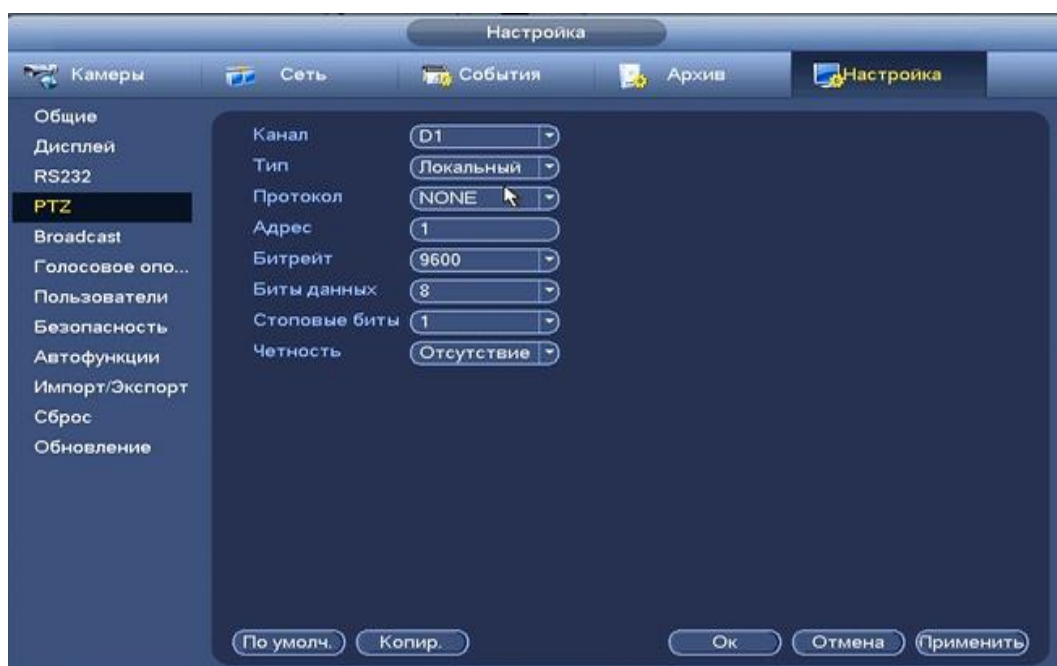 Настройка
Камеры Сеть События Архив Настройка
Общие
Дисплей
RS232
PTZ
Broadcast
Голосовое опо...
Пользователи
Безопасность
Автофункции
Импорт/Экспорт
Сброс
Обновление
Канал D1
Тип Локальный
Протокол NONE
Адрес 1
Битрейт 9600
Биты данных 8
Стоповые биты 1
Четность Отсутствие
По умолч. Копир. Ок Отмена Применить